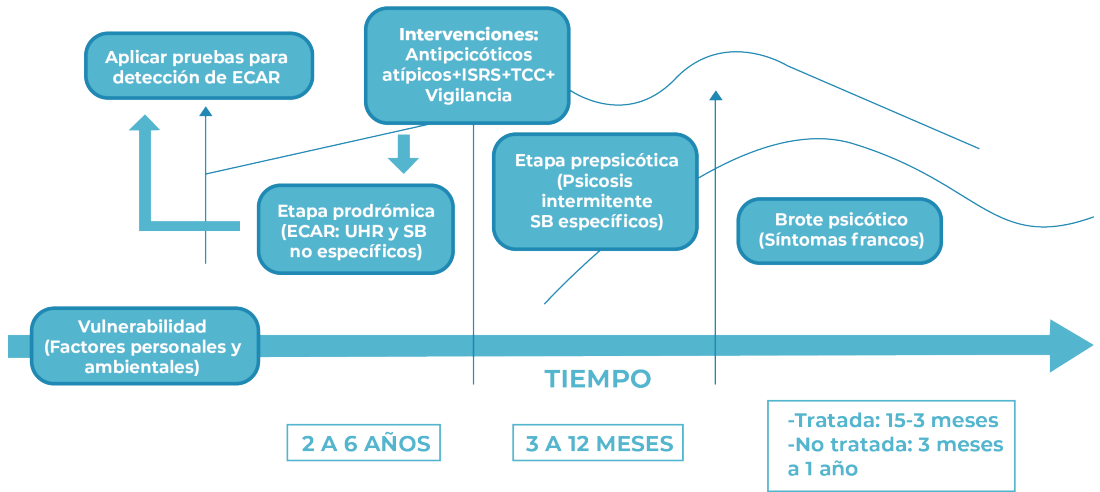 Aplicar pruebas para
detección de ECAR
Intervenciones:
Antipcicóticos
atípicos+ISRS+TCC+
Vigilancia
Etapa prodrómica
(ECAR: UHR y SB
no específicos)
Etapa prepsicótica
(Psicosis
intermitente
SB específicos)
Brote psicótico
(Síntomas francos)
Vulnerabilidad
(Factores personales y
ambientales)
TIEMPO
2 A 6 AÑOS
3 A 12 MESES
-Tratada: 15-3 meses
-No tratada: 3 meses
a 1 año